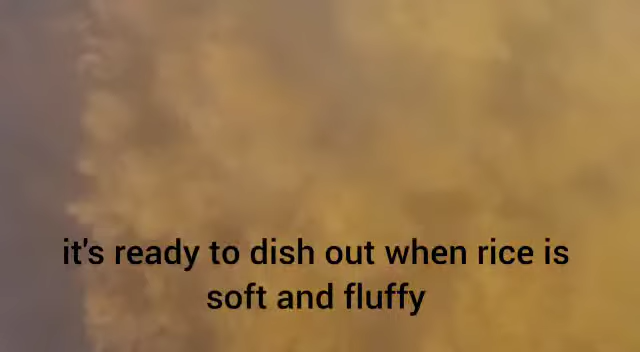 it's ready to dish out when rice is
soft and fluffy